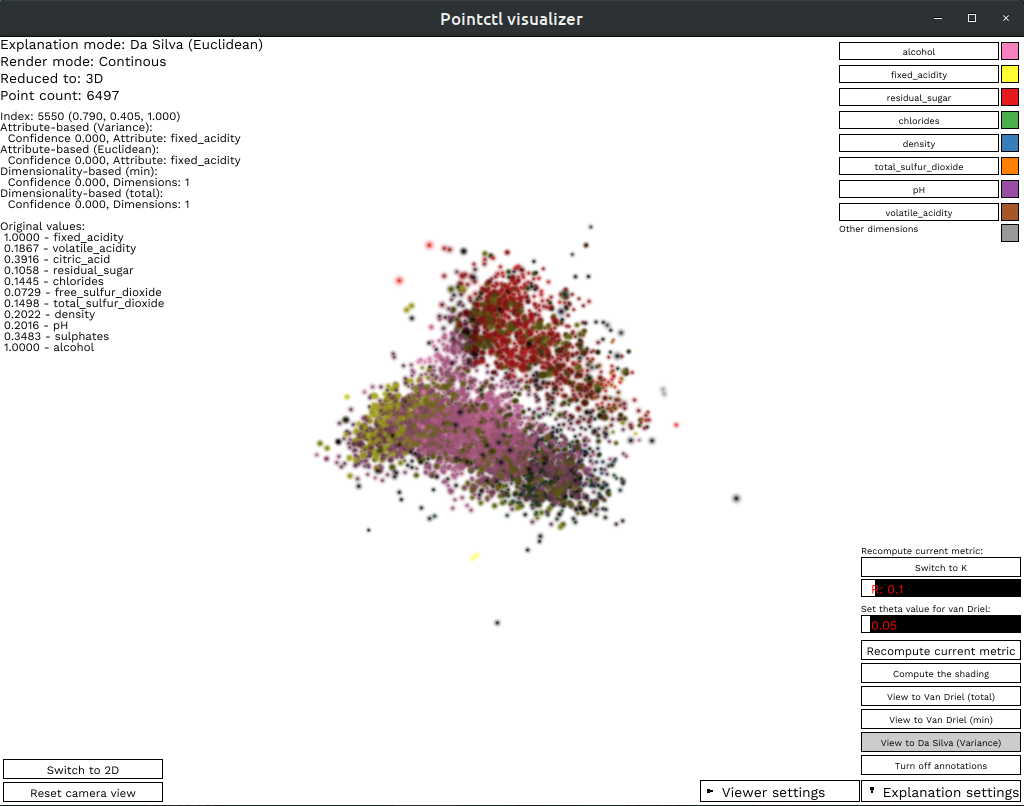 Pointctl visualizer
Explanation mode: Da Silva (Euclidean)
Render mode: Continous
Reduced to: 3D
Point count: 6497
Index: 5550 (0.790, 0.405, 1.000)
Attribute-based (Variance):
Confidence 0.000, Attribute: fixed_acidity
Attribute-based (Euclidean):
Confidence 0.000, Attribute: fixed_acidity
Dimensionality-based (min):
Confidence 0.000, Dimensions: 1
Dimensionality-based (total):
Confidence 0.000, Dimensions: 1
Original values:
1.0000 - fixed_acidity
0.1867 - volatile_acidity
0.3916 - citric_acid
0.1058 - residual_sugar
0.1445 - chlorides
0.0729 - free_sulfur_dioxide
0.1498 - total_sulfur_dioxide
0.2022 - density
0.2016 - pH
0.3483 - sulphates
1.0000 - alcohol
alcohol
fixed_acidity
residual_sugar
chlorides
density
total_sulfur_dioxide
pH
volatile_acidity
Other dimensions
Recompute current metric:
Switch to K
R: 0.1
Set theta value for van Driel:
0.05
Recompute current metric
Compute the shading
View to Van Driel (total)
View to Van Driel (min)
View to Da Silva (Variance)
Turn off annotations
Switch to 2D
Reset camera view
Viewer settings
Explanation settings